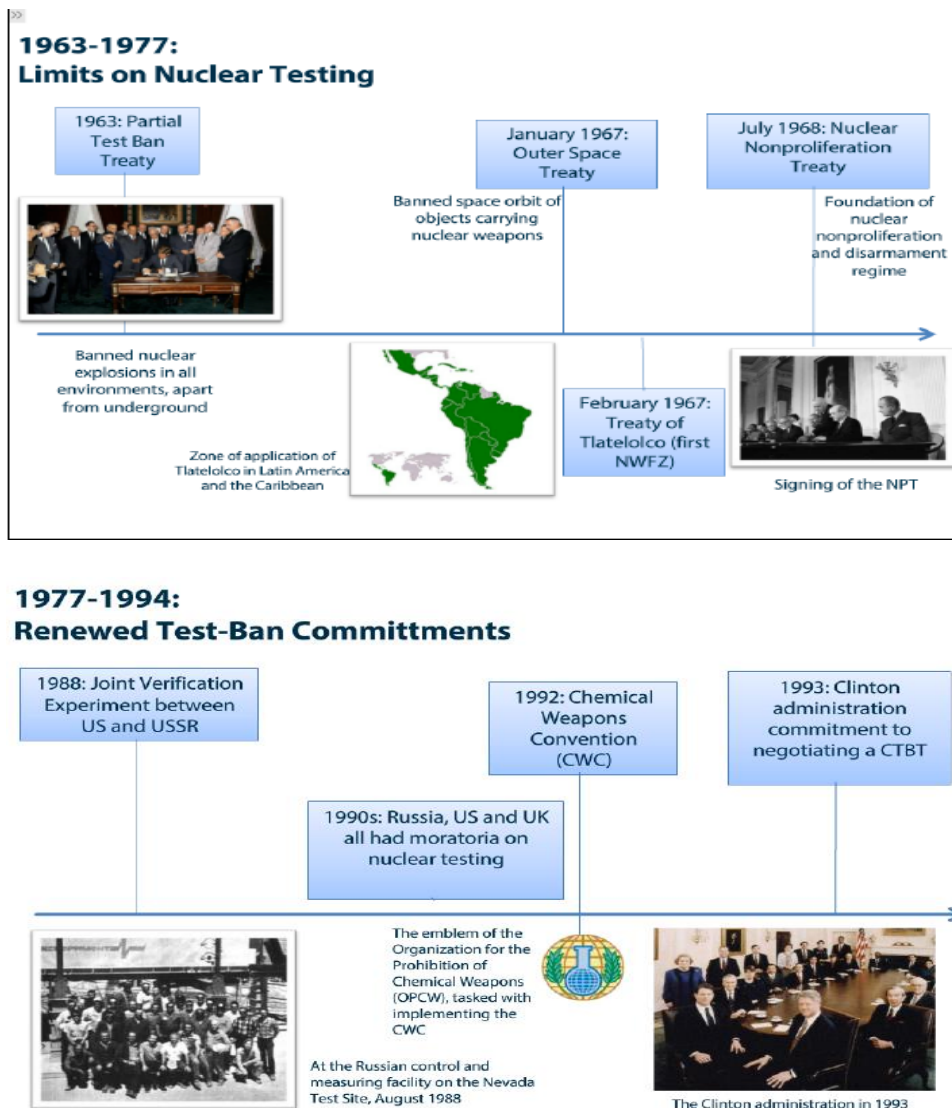 1963-1977:
Limits on Nuclear Testing
1963: Partial
Test Ban
Treaty
January 1967:
Outer Space
Treaty
July 1968: Nuclear
Nonproliferation
Treaty
Banned space orbit of
objects carrying
nuclear weapons
Foundation of
nuclear
nonproliferation
and disarmament
regime
Banned nuclear
explosions in all
environments, apart
from underground
Zone of application of
Tlatelolco in Latin America
and the Caribbean
February 1967:
Treaty of
Tlatelolco (first
NWFZ)
Signing of the NPT
1977-1994:
Renewed Test-Ban Committments
1988: Joint Verification
Experiment between
US and USSR
1992: Chemical
Weapons
Convention
(CWC)
1993: Clinton
administration
commitment to
negotiating a CTBT
1990s: Russia, US and UK
all had moratoria on
nuclear testing
The emblem of the
Organization for the
Prohibition of
Chemical Weapons
(OPCW), tasked with
implementing the
CWC
At the Russian control and
measuring facility on the Nevada
Test Site, August 1988
The Clinton administration in 1993